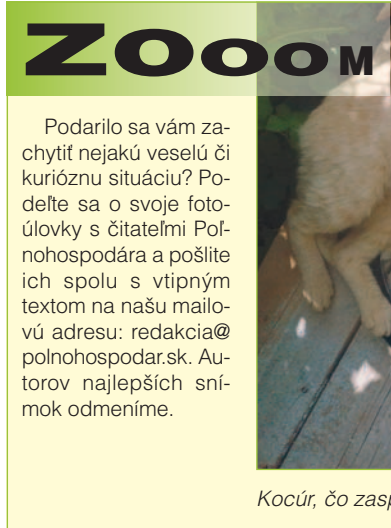 ZOOOM
Podarilo sa vám za-
chytiť nejakú veselú či
kurióznu situáciu? Po-
deľte sa o svoje foto-
úlovky s čitateľmi Poľ-
nohospodára a pošlite
ich spolu s vtipným
textom na našu mailo-
vú adresu: redakcia@
polnohospodar.sk. Au-
torov najlepších sní-
mok odmeníme.
Kocúr, čo zasp